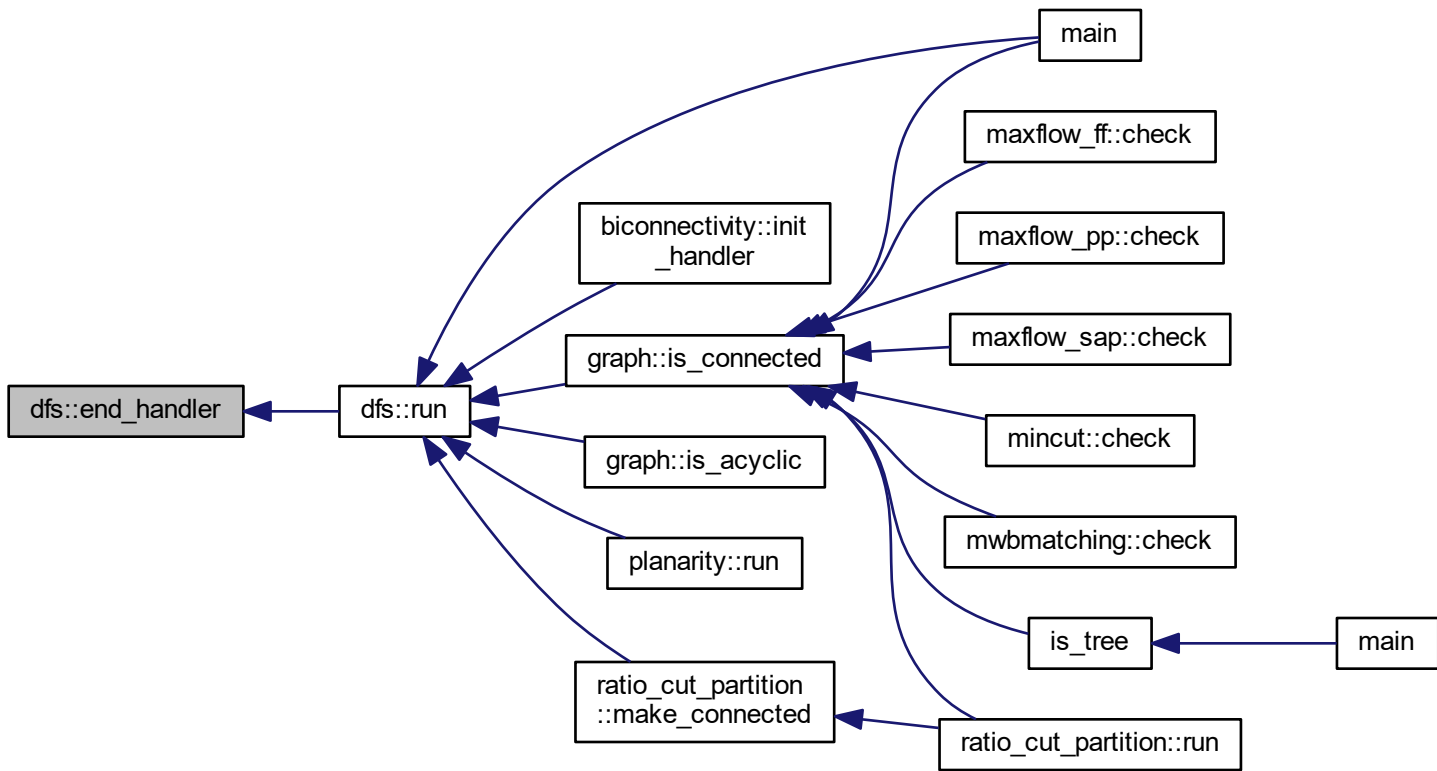 main
maxflow_ff::check
biconnectivity::init
_handler
maxflow_pp::check
maxflow_sap::check
graph::is_connected
dfs::end_handler
dfs::run
mincut::check
graph::is_acyclic
mwbmatching::check
planarity::run
is_tree
main
ratio_cut_partition
::make_connected
ratio_cut_partition::run